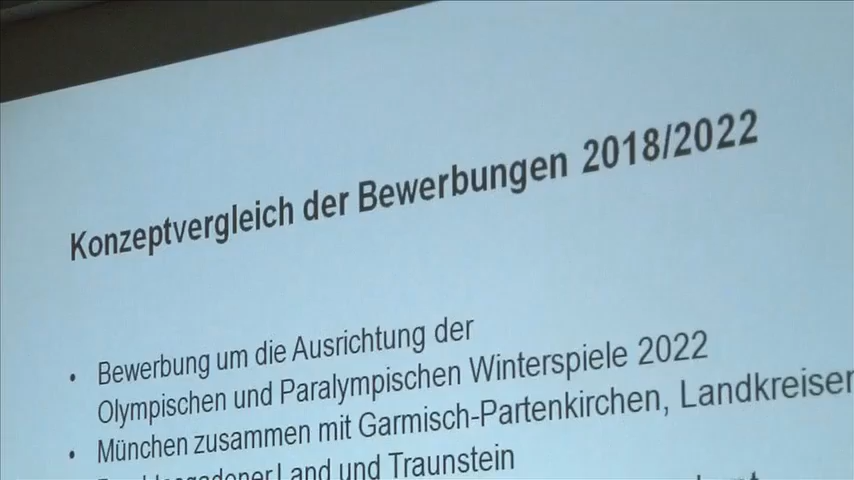 Konzeptvergleich der Bewerbungen 2018/2022
• Bewerbung um die Ausrichtung der
Olympischen und Paralympischen Winterspiele 2022
• München zusammen mit Garmisch-Partenkirchen, Landkreisen
Land und Traunstein